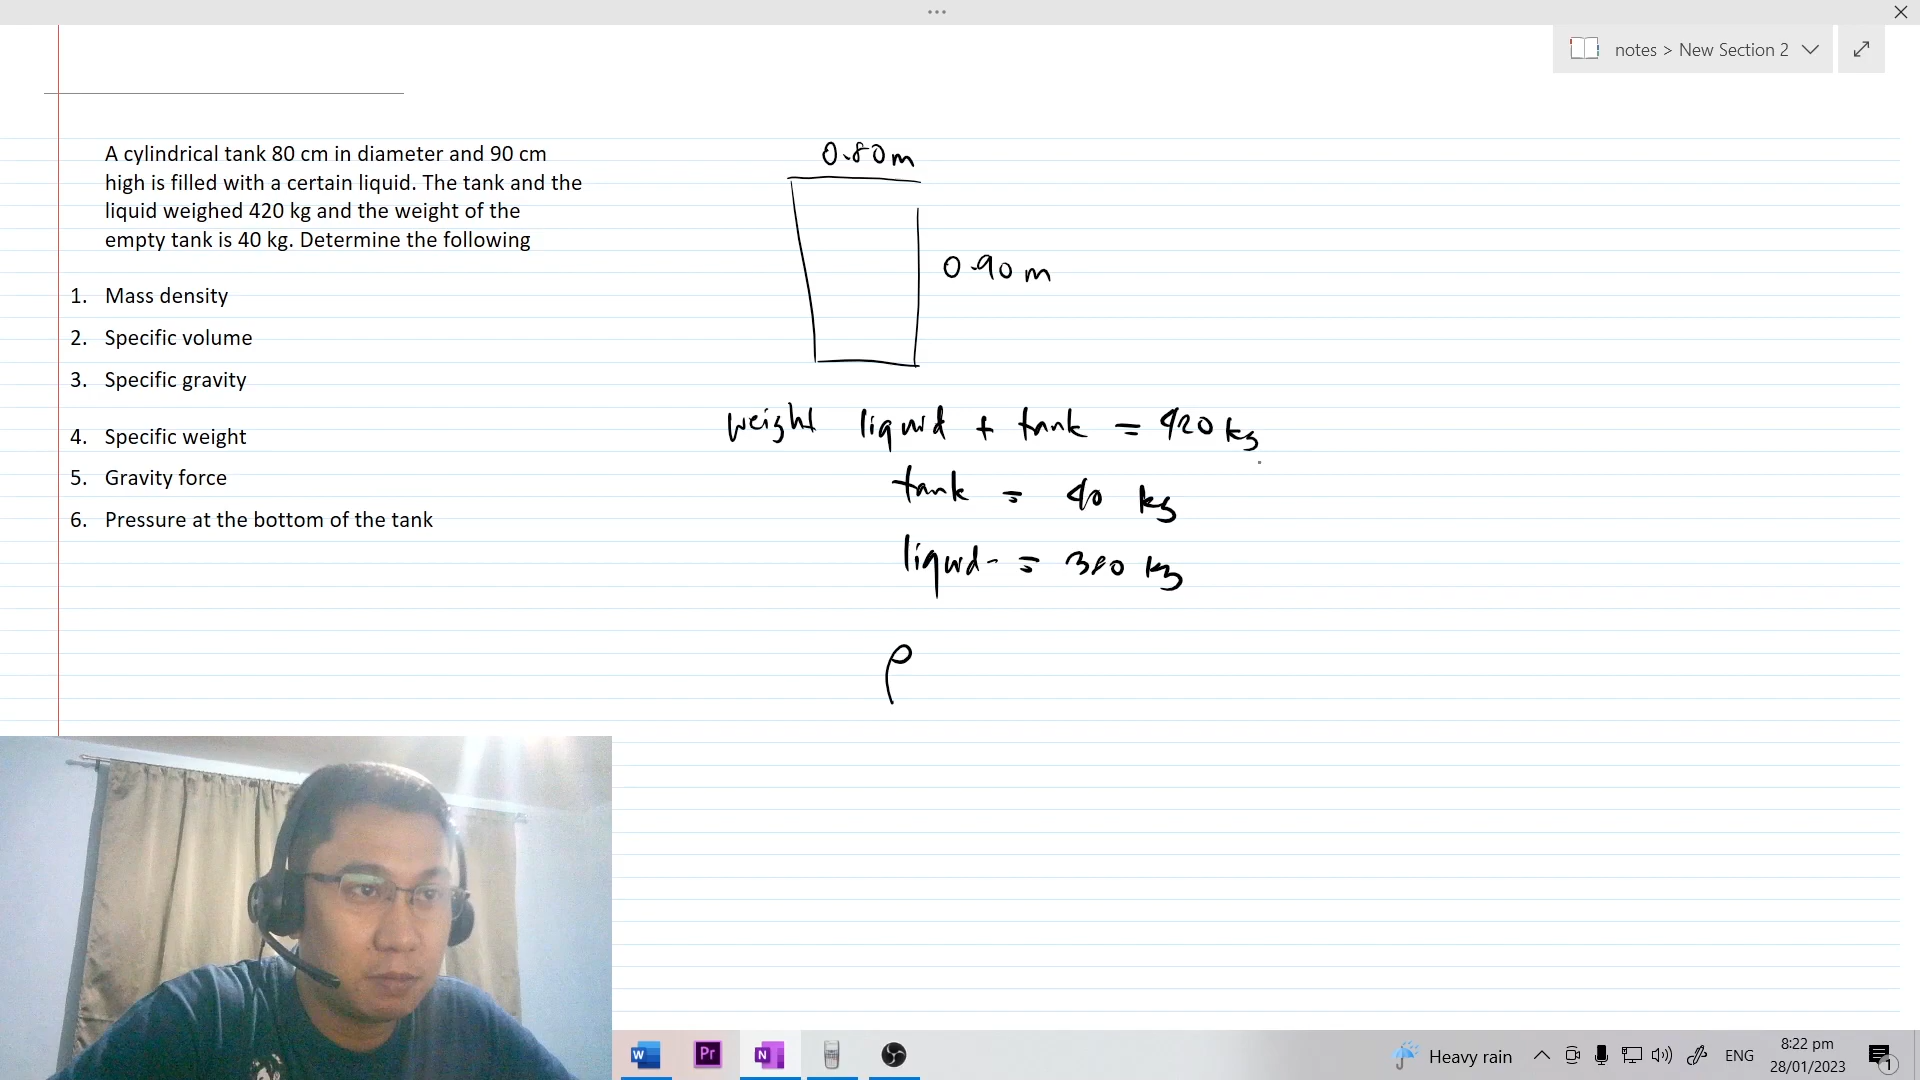 notes > New Section 2
A cylindrical tank 80 cm in diameter and 90 cm
high is filled with a certain liquid. The tank and the
liquid weighed 420 kg and the weight of the
empty tank is 40 kg. Determine the following
1. Mass density
2. Specific volume
3. Specific gravity
4. Specific weight
5. Gravity force
6. Pressure at the bottom of the tank
0.80m
0.90 m
weight liquid + tank = 420 kg
tank = 40 kg
liquid = 380 kg
ρ
W Pr N Heavy rain ENG 8:22 pm
28/01/2023
1